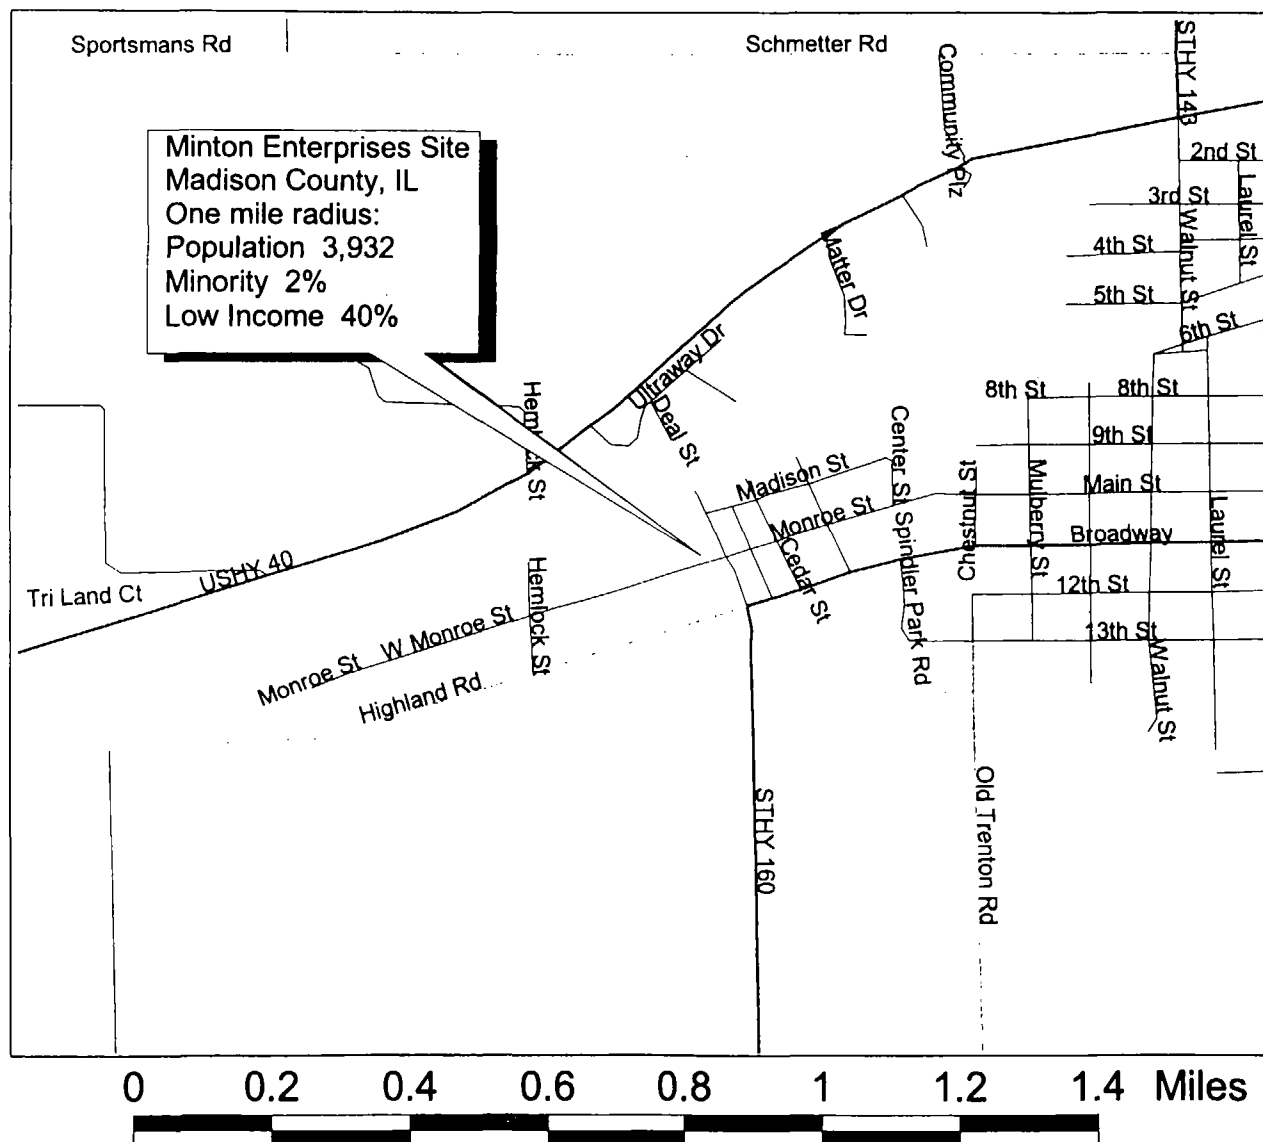 Sportsmans Rd
Schmetter Rd
STHY 143
Community Plz
Minton Enterprises Site
Madison County, IL
One mile radius:
Population 3,932
Minority 2%
Low Income 40%
2nd St
3rd St
Laurel St
Walnut St
4th St
Matter Dr
5th St
6th St
Ultraway Dr
Hemlock St
Deal St
8th St
8th St
Center St
9th St
Madison St
Chestnut St
Mulberry St
Main St
Monroe St
Laurel St
Broadway
Cedar St
Spindler Park Rd
USHY 40
Tri Land Ct
Hemlock St
12th St
W Monroe St
13th St
Monroe St
Highland Rd
Walnut St
STHY 160
Old Trenton Rd
0 0.2 0.4 0.6 0.8 1 1.2 1.4 Miles